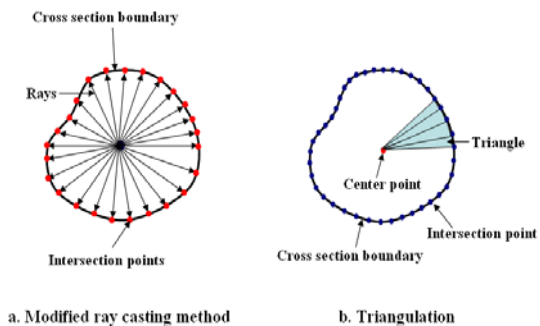 Cross section boundary
Rays
Intersection points
a. Modified ray casting method
Triangle
Center point
Intersection point
Cross section boundary
b. Triangulation